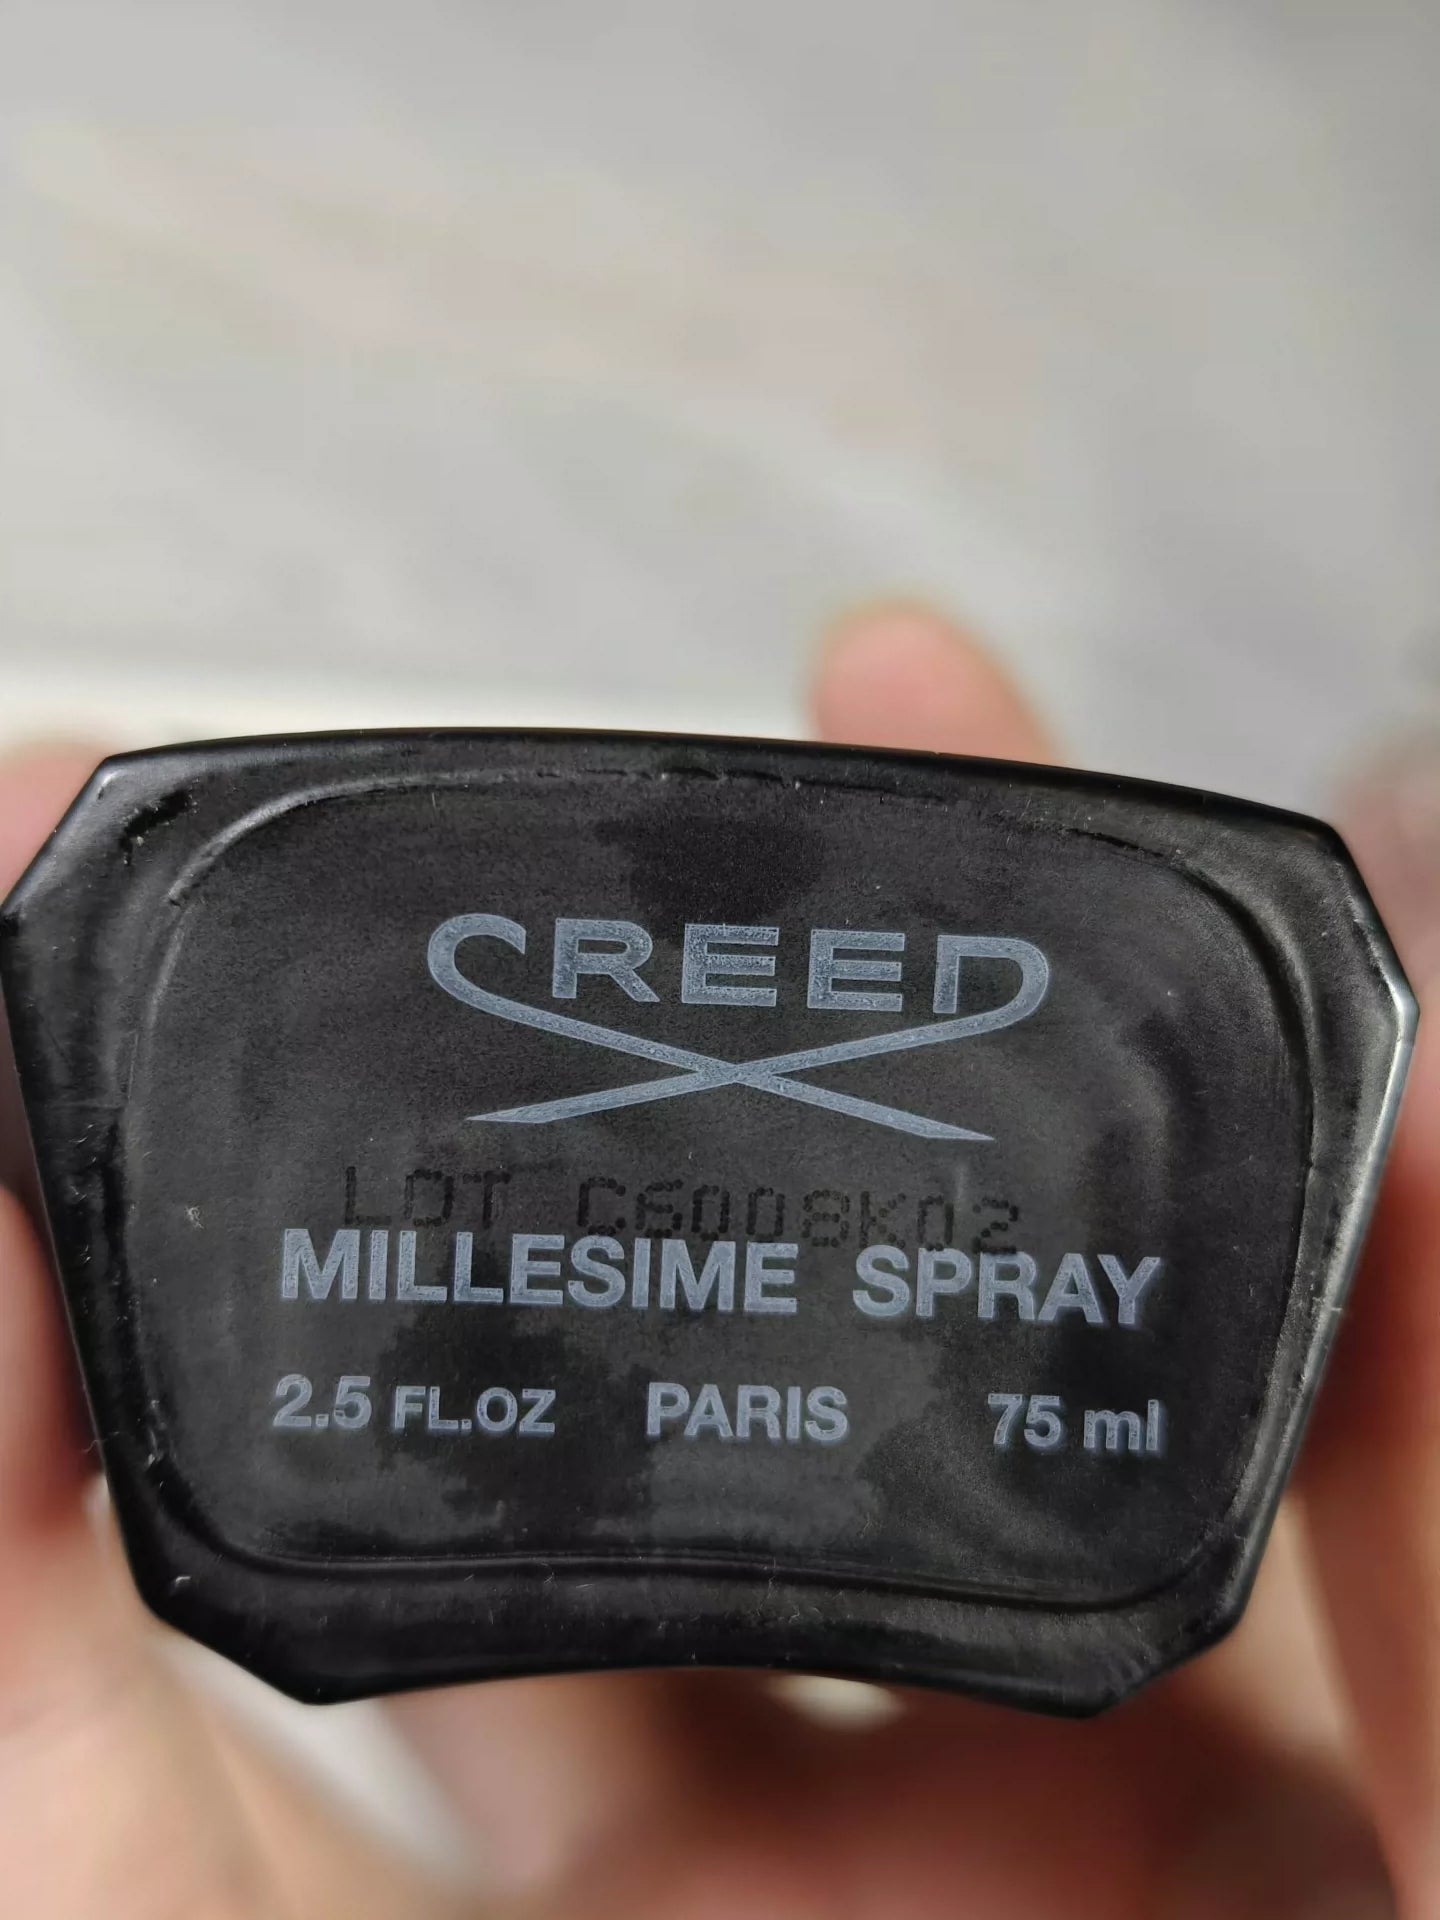 CREED
LOT C6008K02
MILLESIME SPRAY
2.5 FL.OZ PARIS 75 ml